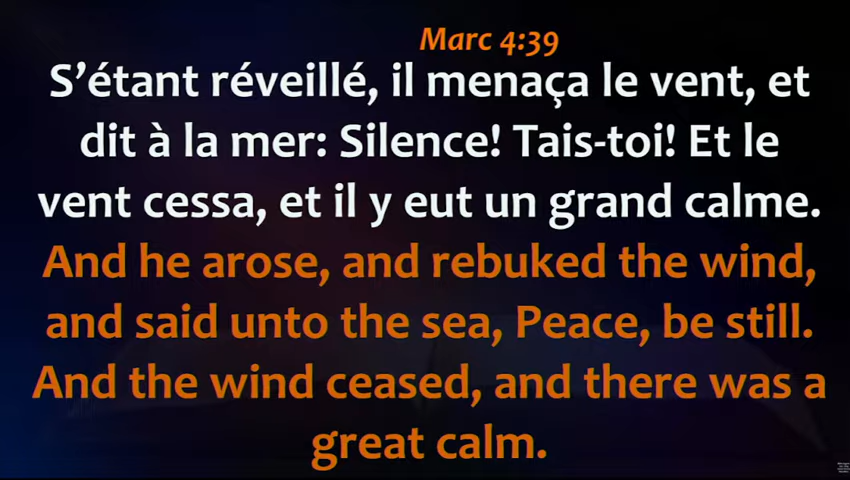 Marc 4:39
S’étant réveillé, il menaça le vent, et
dit à la mer: Silence! Tais-toi! Et le
vent cessa, et il y eut un grand calme.
And he arose, and rebuked the wind,
and said unto the sea, Peace, be still.
And the wind ceased, and there was a
great calm.